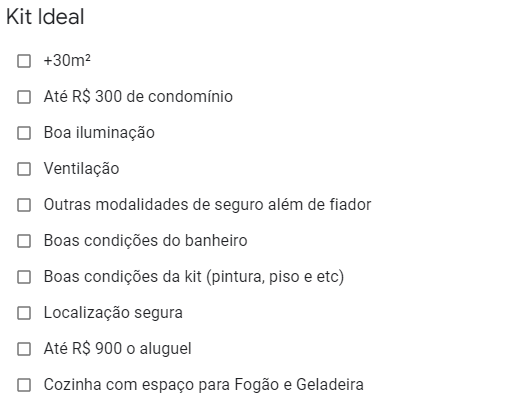 Kit Ideal
+30m²
Até R$ 300 de condomínio
Boa iluminação
Ventilação
Outras modalidades de seguro além de fiador
Boas condições do banheiro
Boas condições da kit (pintura, piso e etc)
Localização segura
Até R$ 900 o aluguel
Cozinha com espaço para Fogão e Geladeira